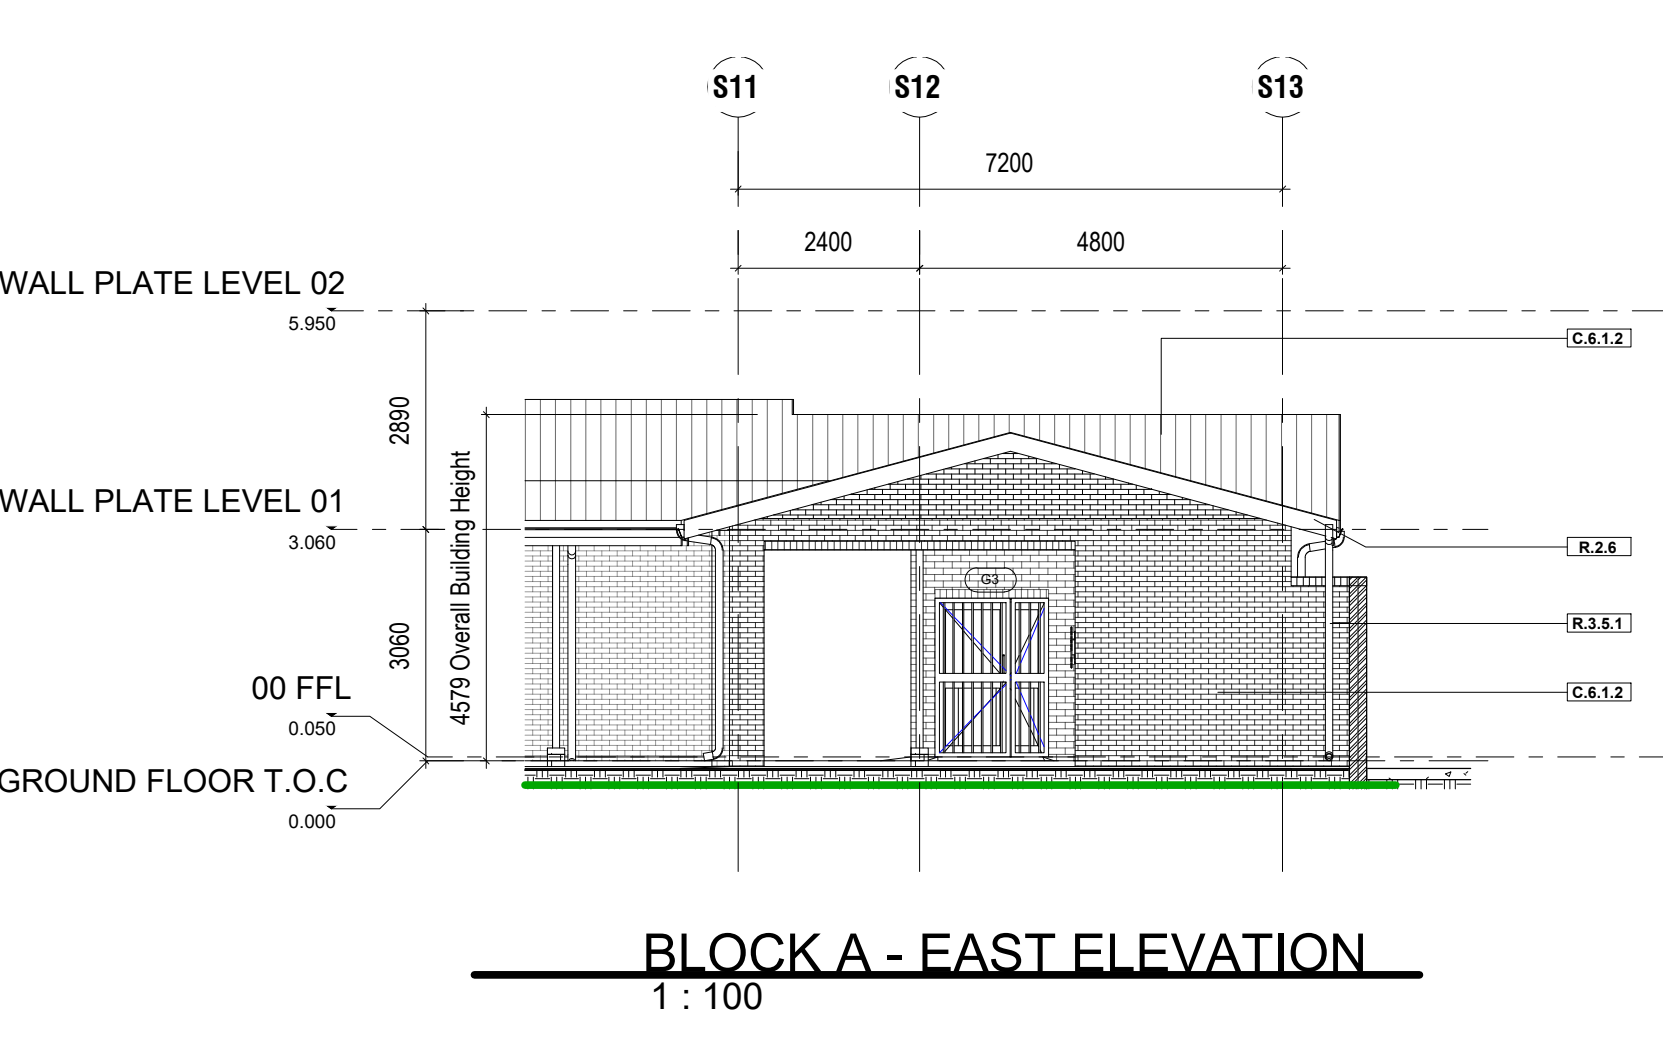 S11
S12
S13
7200
2400
4800
WALL PLATE LEVEL 02
5.950
C.6.1.2
2890
4579 Overall Building Height
WALL PLATE LEVEL 01
3.060
R.2.6
G3
3060
R.3.5.1
00 FFL
0.050
C.6.1.2
GROUND FLOOR T.O.C
0.000
BLOCK A - EAST ELEVATION
1 : 100